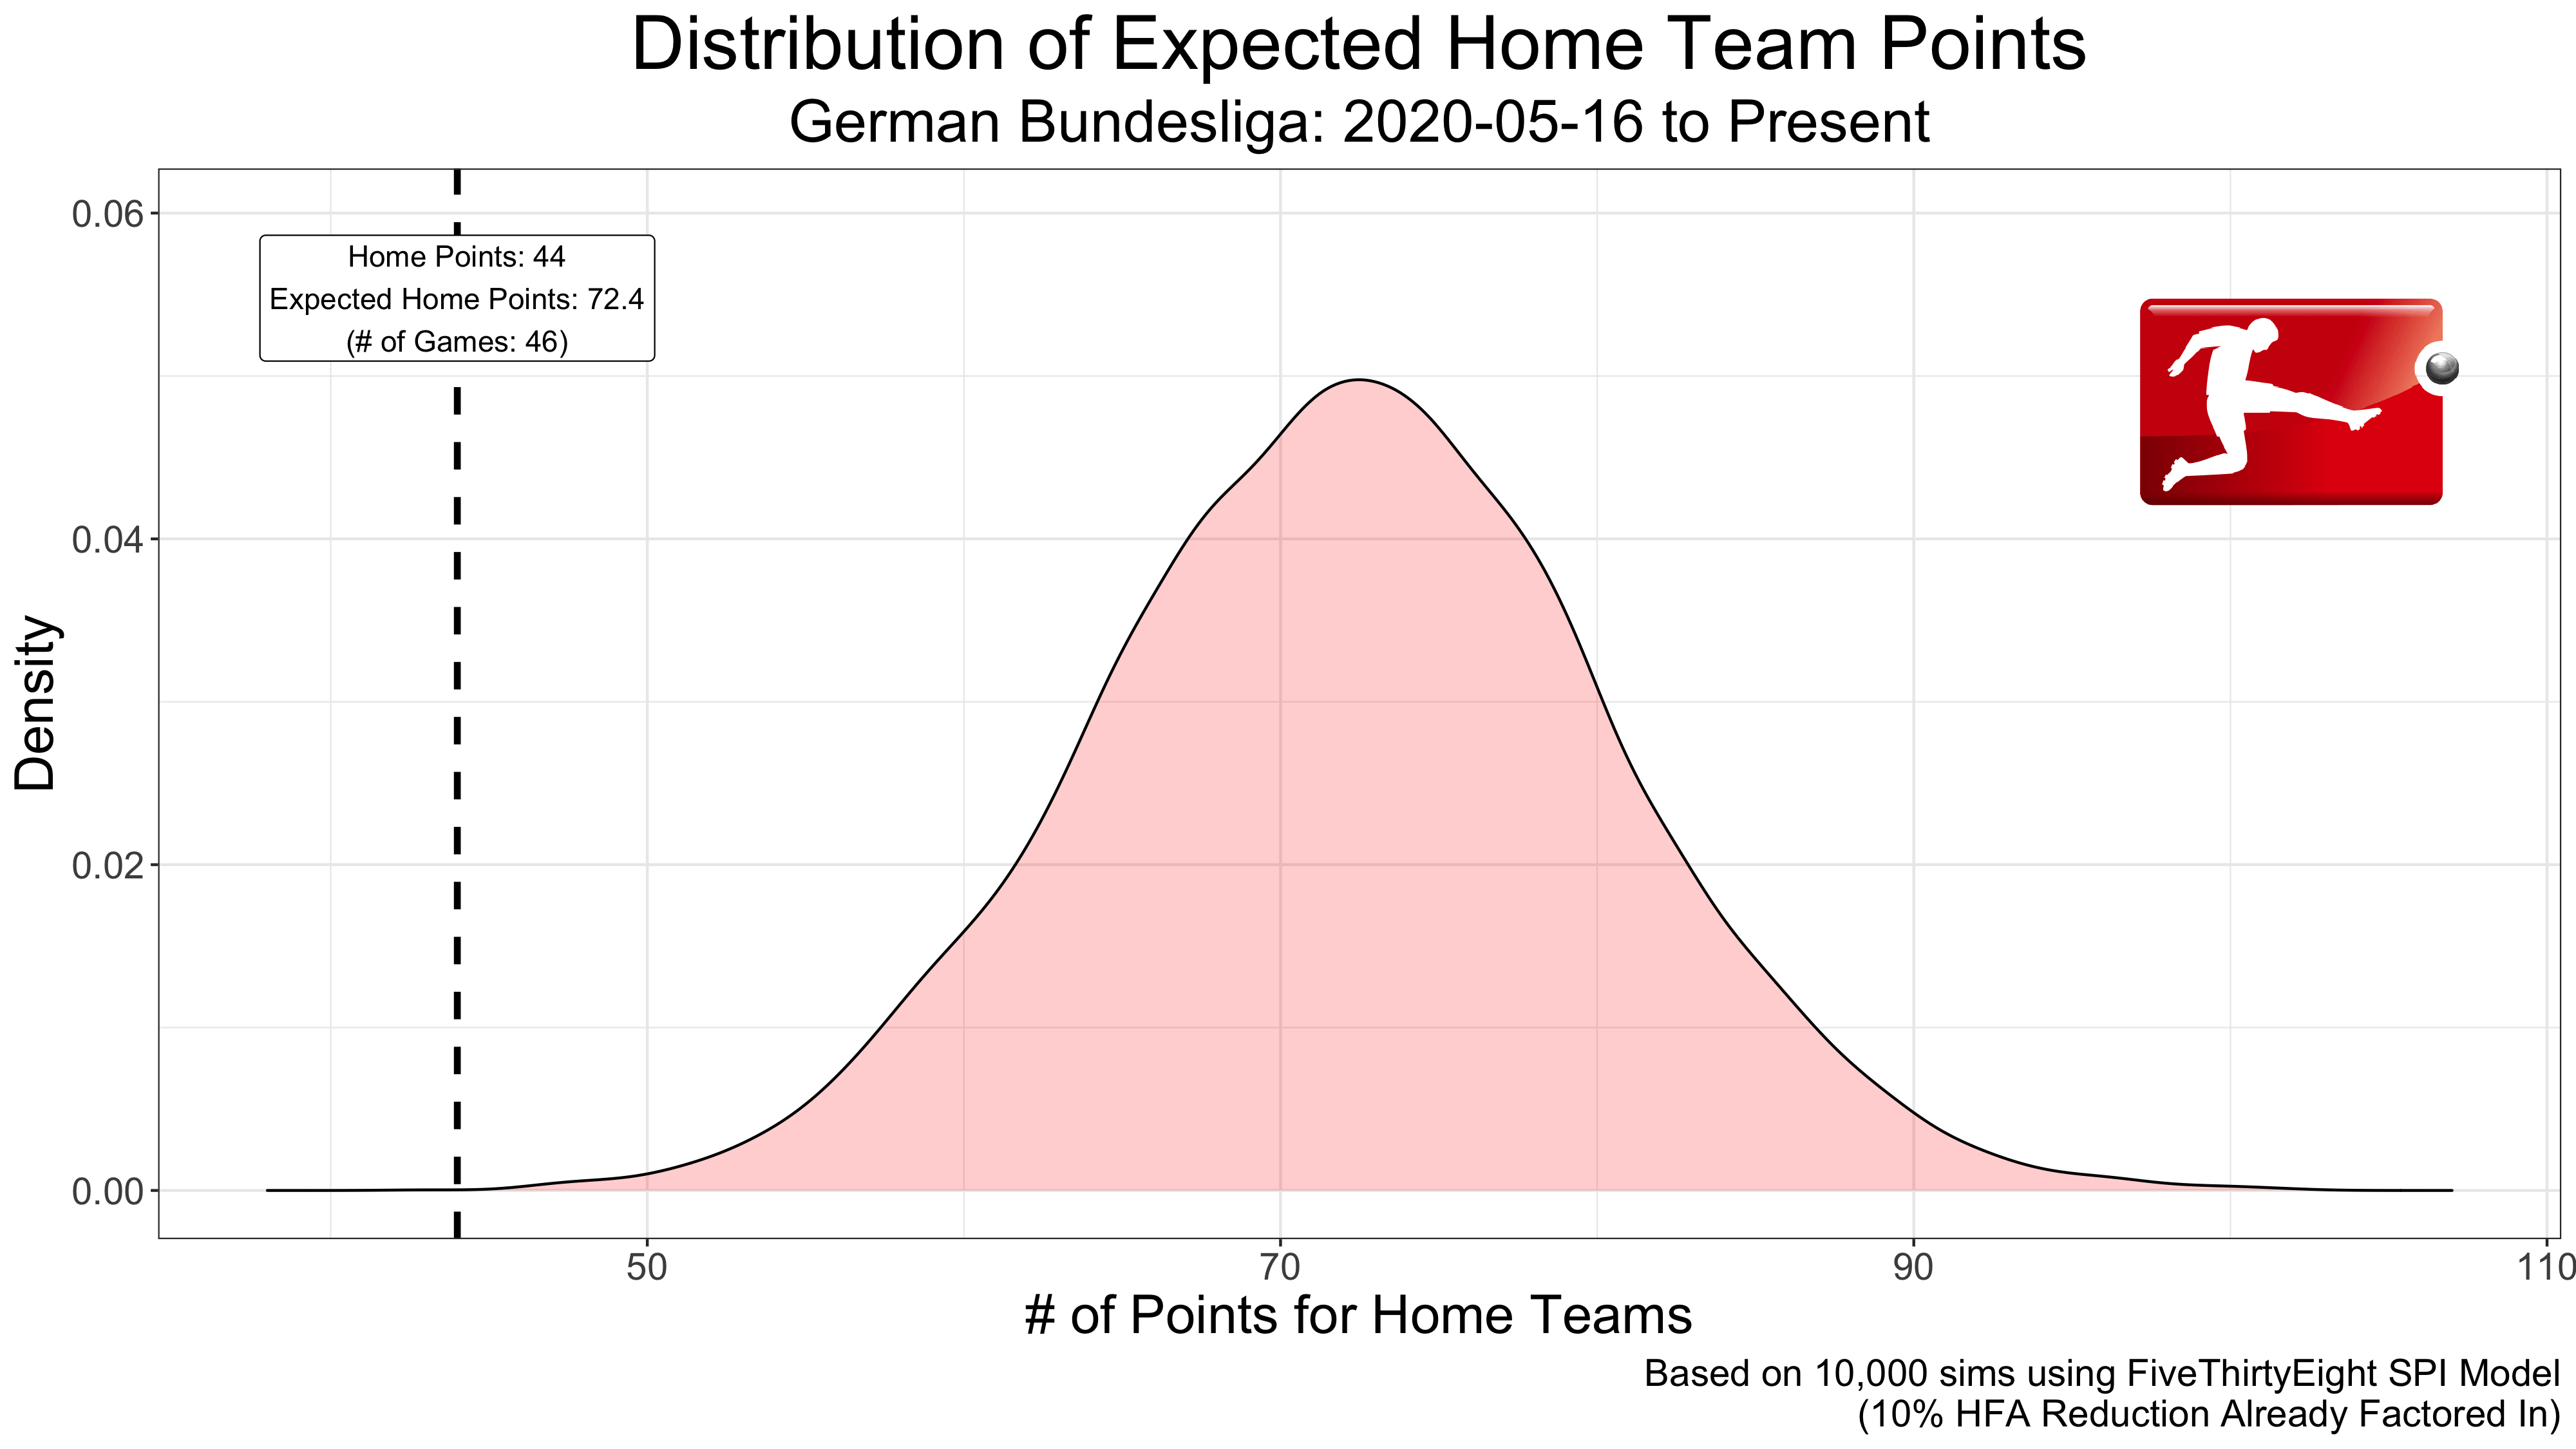 Distribution of Expected Home Team Points
German Bundesliga: 2020-05-16 to Present
0.06
Home Points: 44
Expected Home Points: 72.4
(# of Games: 46)
0.04
Density
0.02
0.00
50
70
90
110
# of Points for Home Teams
Based on 10,000 sims using FiveThirtyEight SPI Model
(10% HFA Reduction Already Factored In)